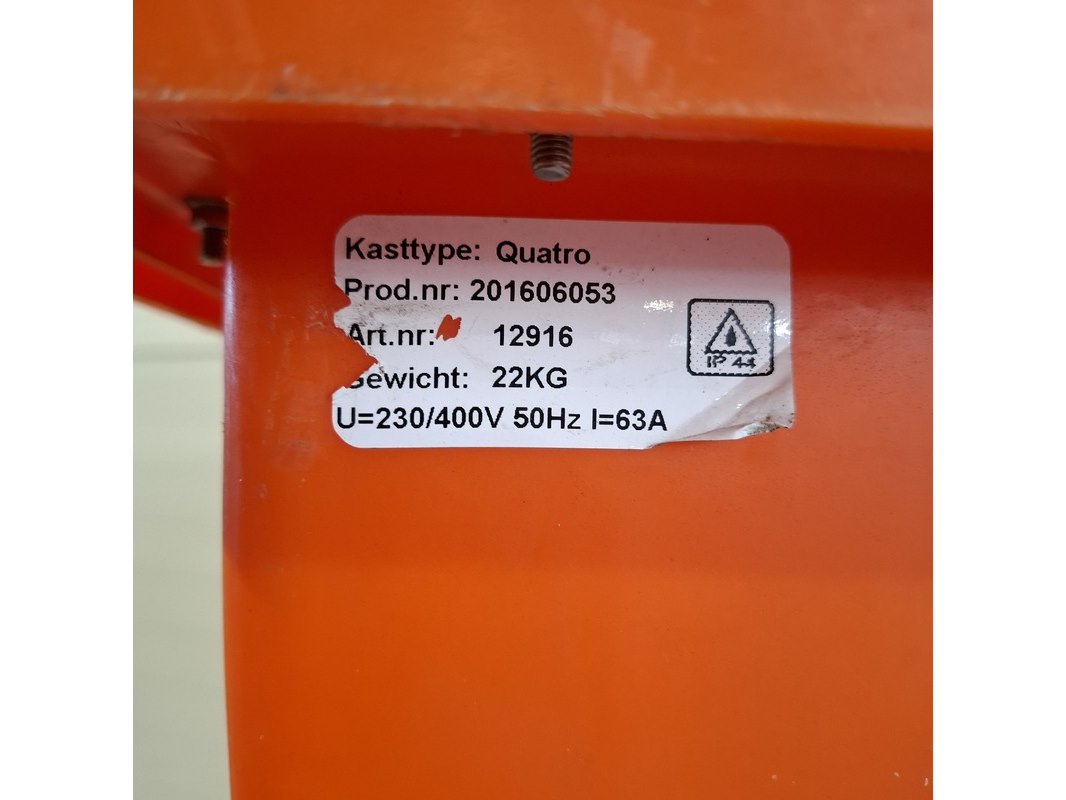 Kasttype: Quatro
Prod.nr: 201606053
Art.nr: 12916
Gewicht: 22KG
U=230/400V 50Hz I=63A
IP 44